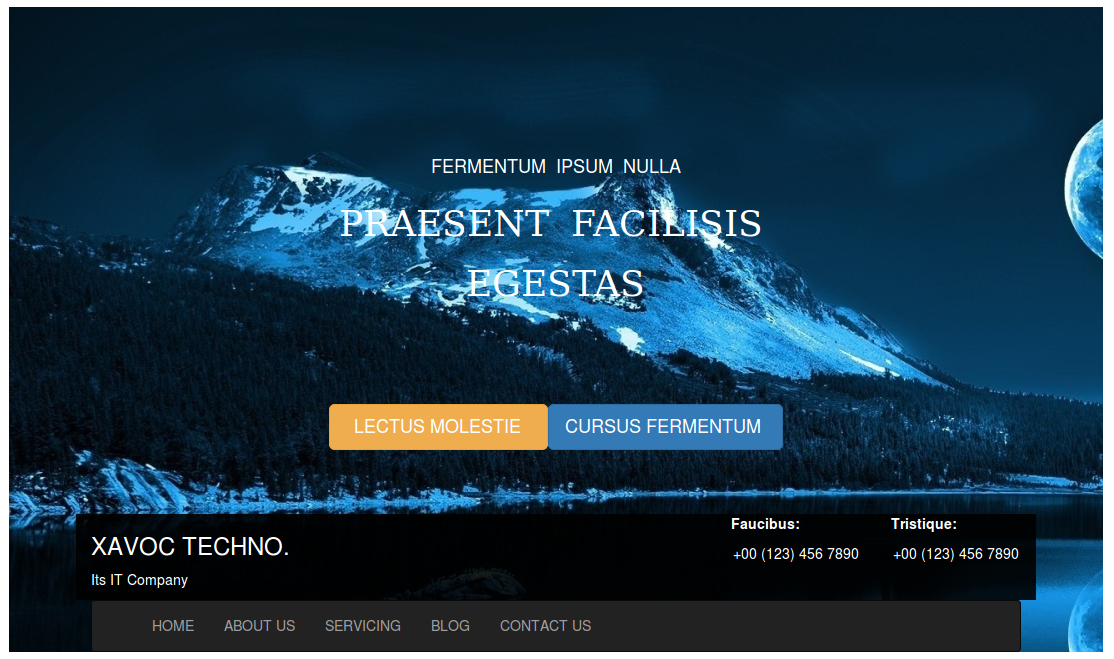 FERMENTUM IPSUM NULLA
PRAESENT FACILISIS
EGESTAS
LECTUS MOLESTIE
CURSUS FERMENTUM
XAVOC TECHNO.
Its IT Company
Faucibus:
+00 (123) 456 7890
Tristique:
+00 (123) 456 7890
HOME ABOUT US SERVICING BLOG CONTACT US